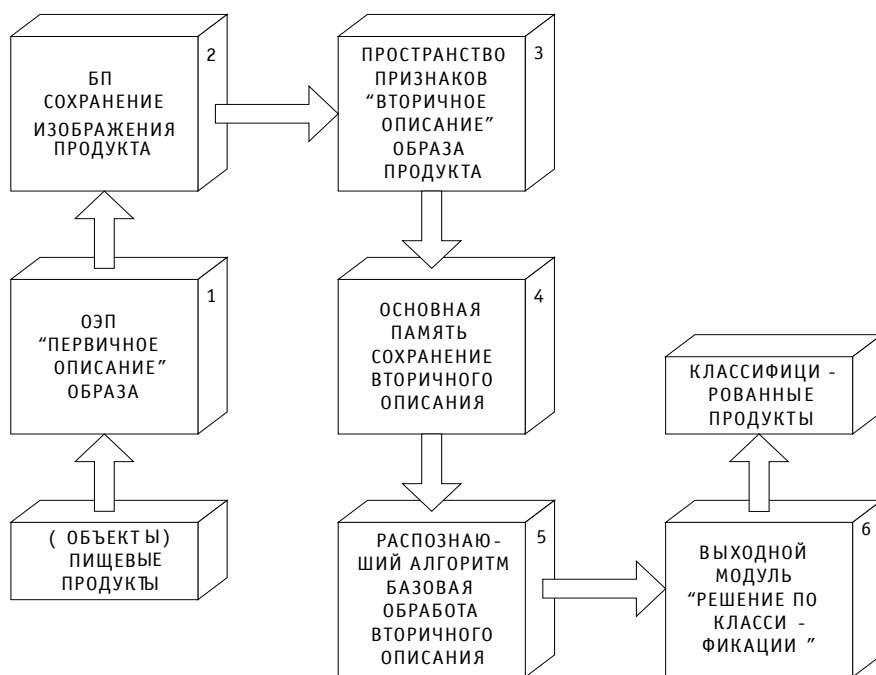 2
БП
СОХРАНЕНИЕ
ИЗОБРАЖЕНИЯ
ПРОДУКТА
3
ПРОСТРАНСТВО
ПРИЗНАКОВ
“ВТОРИЧНОЕ
ОПИСАНИЕ”
ОБРАЗА
ПРОДУКТА
1
ОЭП
“ПЕРВИЧНОЕ
ОПИСАНИЕ”
ОБРАЗА
4
ОСНОВНАЯ
ПАМЯТЬ
СОХРАНЕНИЕ
ВТОРИЧНОГО
ОПИСАНИЯ
КЛАССИФИЦИ -
РОВАННЫЕ
ПРОДУКТЫ
( ОБЪЕКТЫ)
ПИЩЕВЫЕ
ПРОДУКТЫ
5
РАСПОЗНАЮ-
ШИЙ АЛГОРИТМ
БАЗОВАЯ
ОБРАБОТА
ВТОРИЧНОГО
ОПИСАНИЯ
6
ВЫХОДНОЙ
МОДУЛЬ
“РЕШЕНИЕ ПО
КЛАССИ -
ФИКАЦИИ ”